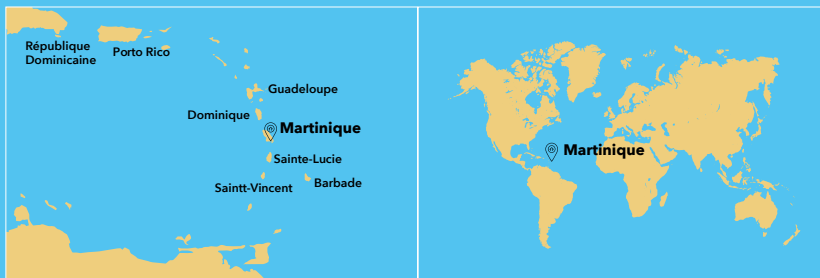 République
Dominicaine
Porto Rico
Guadeloupe
Dominique
Martinique
Sainte-Lucie
Saintt-Vincent
Barbade
Martinique